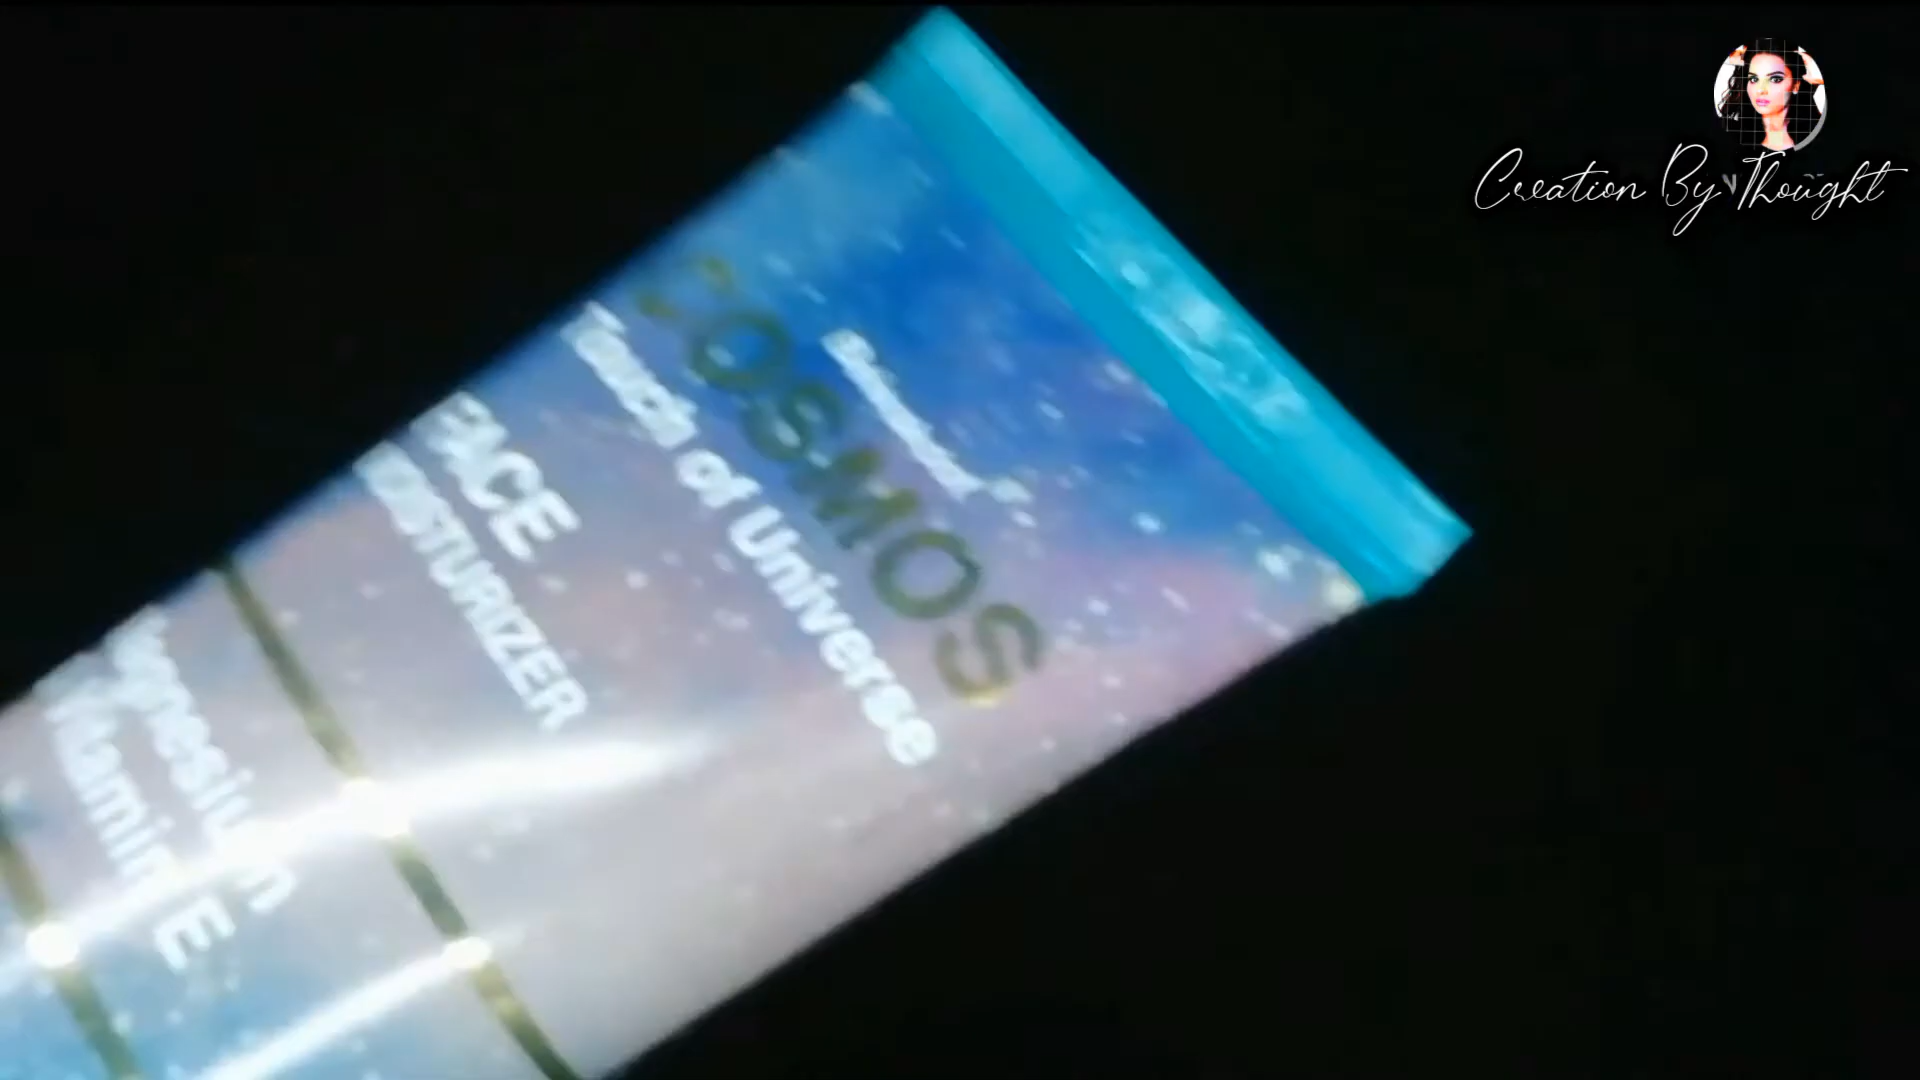 Creation By Thought
COSMOS
Touch of Universe
FACE
MOISTURIZER
Magnesium
Vitamin E